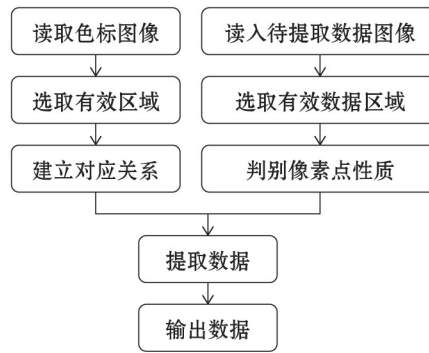 读取色标图像
读入待提取数据图像
选取有效区域
选取有效数据区域
建立对应关系
判别像素点性质
提取数据
输出数据